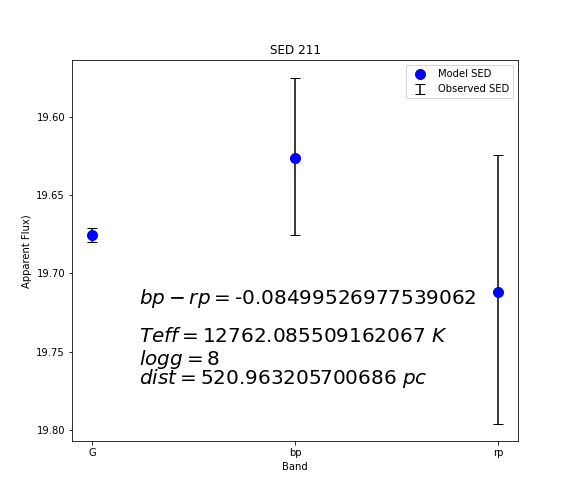 SED 211
Model SED
Observed SED
Apparent Flux)
19.60
19.65
19.70
19.75
19.80
bp − rp = -0.08499526977539062
Teff = 12762.085509162067 K
logg = 8
dist = 520.963205700686 pc
G
bp
rp
Band